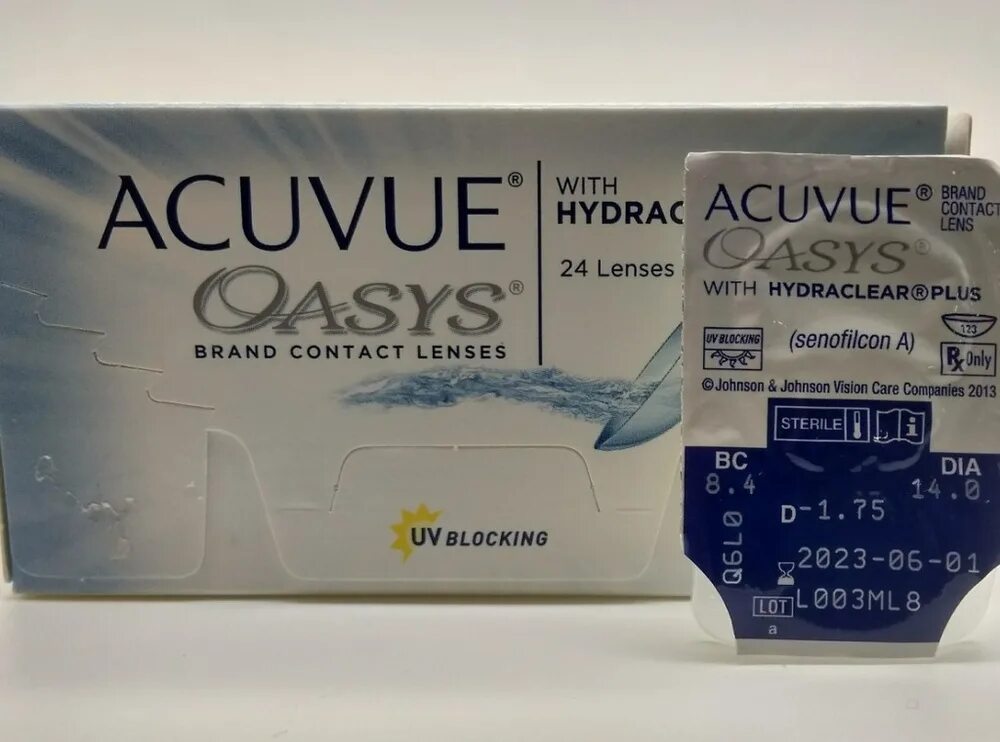 ACUVUE®
OASYS®
BRAND CONTACT LENSES
WITH
HYDRAC
24 Lenses
UV BLOCKING
ACUVUE® BRAND
CONTACT
LENS
OASYS®
WITH HYDRACLEAR®PLUS
123
UV BLOCKING
(senofilcon A)
Rx Only
©Johnson & Johnson Vision Care Companies 2013
STERILE
i
BC
8.4
DIA
14.0
D-1.75
Q6L0
2023-06-01
LOT L003ML8
a